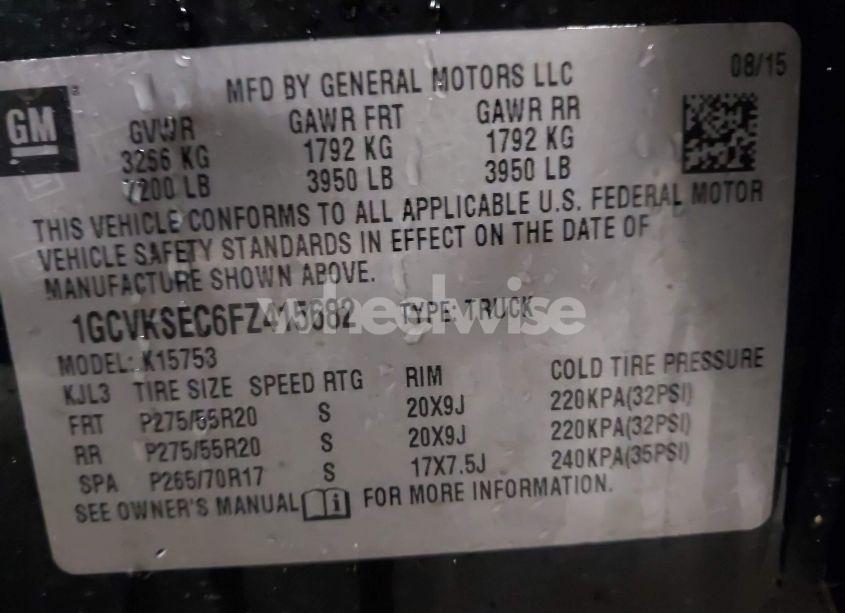 GM
MFD BY GENERAL MOTORS LLC
08/15
GVWR GAWR FRT GAWR RR
3266 KG 1792 KG 1792 KG
7200 LB 3950 LB 3950 LB
THIS VEHICLE CONFORMS TO ALL APPLICABLE U.S. FEDERAL MOTOR
VEHICLE SAFETY STANDARDS IN EFFECT ON THE DATE OF
MANUFACTURE SHOWN ABOVE.
wheelwise
1GCVKSEC6FZ415682 TYPE: TRUCK
MODEL: K15753
KJL3 TIRE SIZE SPEED RTG RIM COLD TIRE PRESSURE
FRT P275/55R20 S 20X9J 220KPA(32PSI)
RR P275/55R20 S 20X9J 220KPA(32PSI)
SPA P265/70R17 S 17X7.5J 240KPA(35PSI)
SEE OWNER'S MANUAL i FOR MORE INFORMATION.